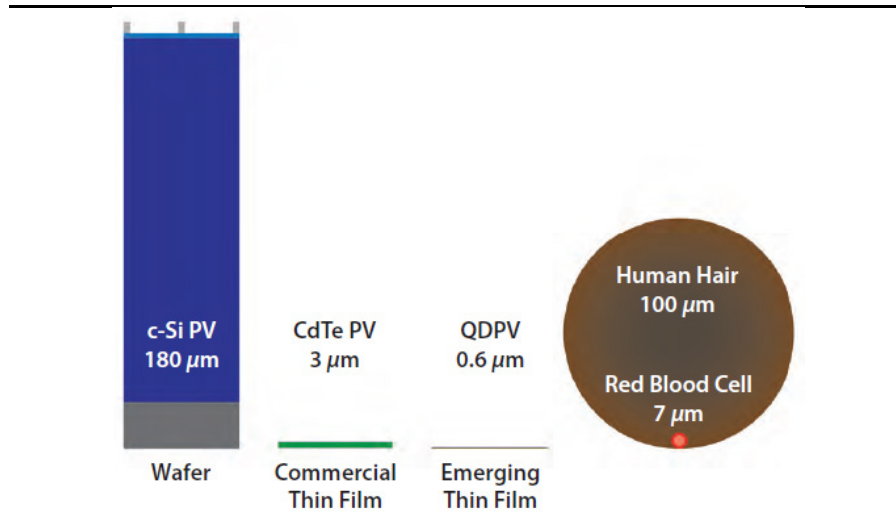 c-Si PV
180 μm
CdTe PV
3 μm
QDPV
0.6 μm
Human Hair
100 μm
Red Blood Cell
7 μm
Wafer
Commercial
Thin Film
Emerging
Thin Film